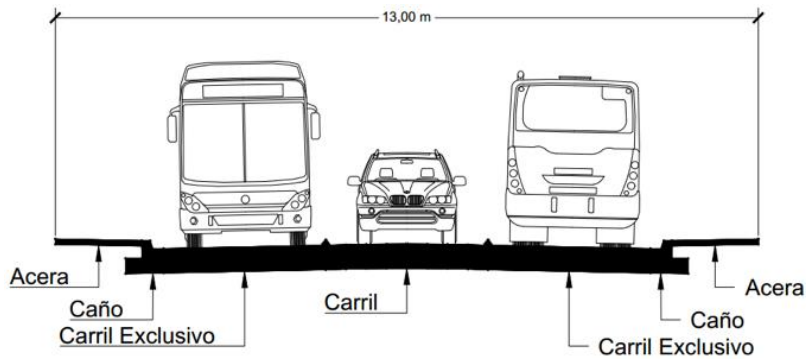 13,00 m
Acera
Caño
Carril Exclusivo
Carril
Acera
Caño
Carril Exclusivo